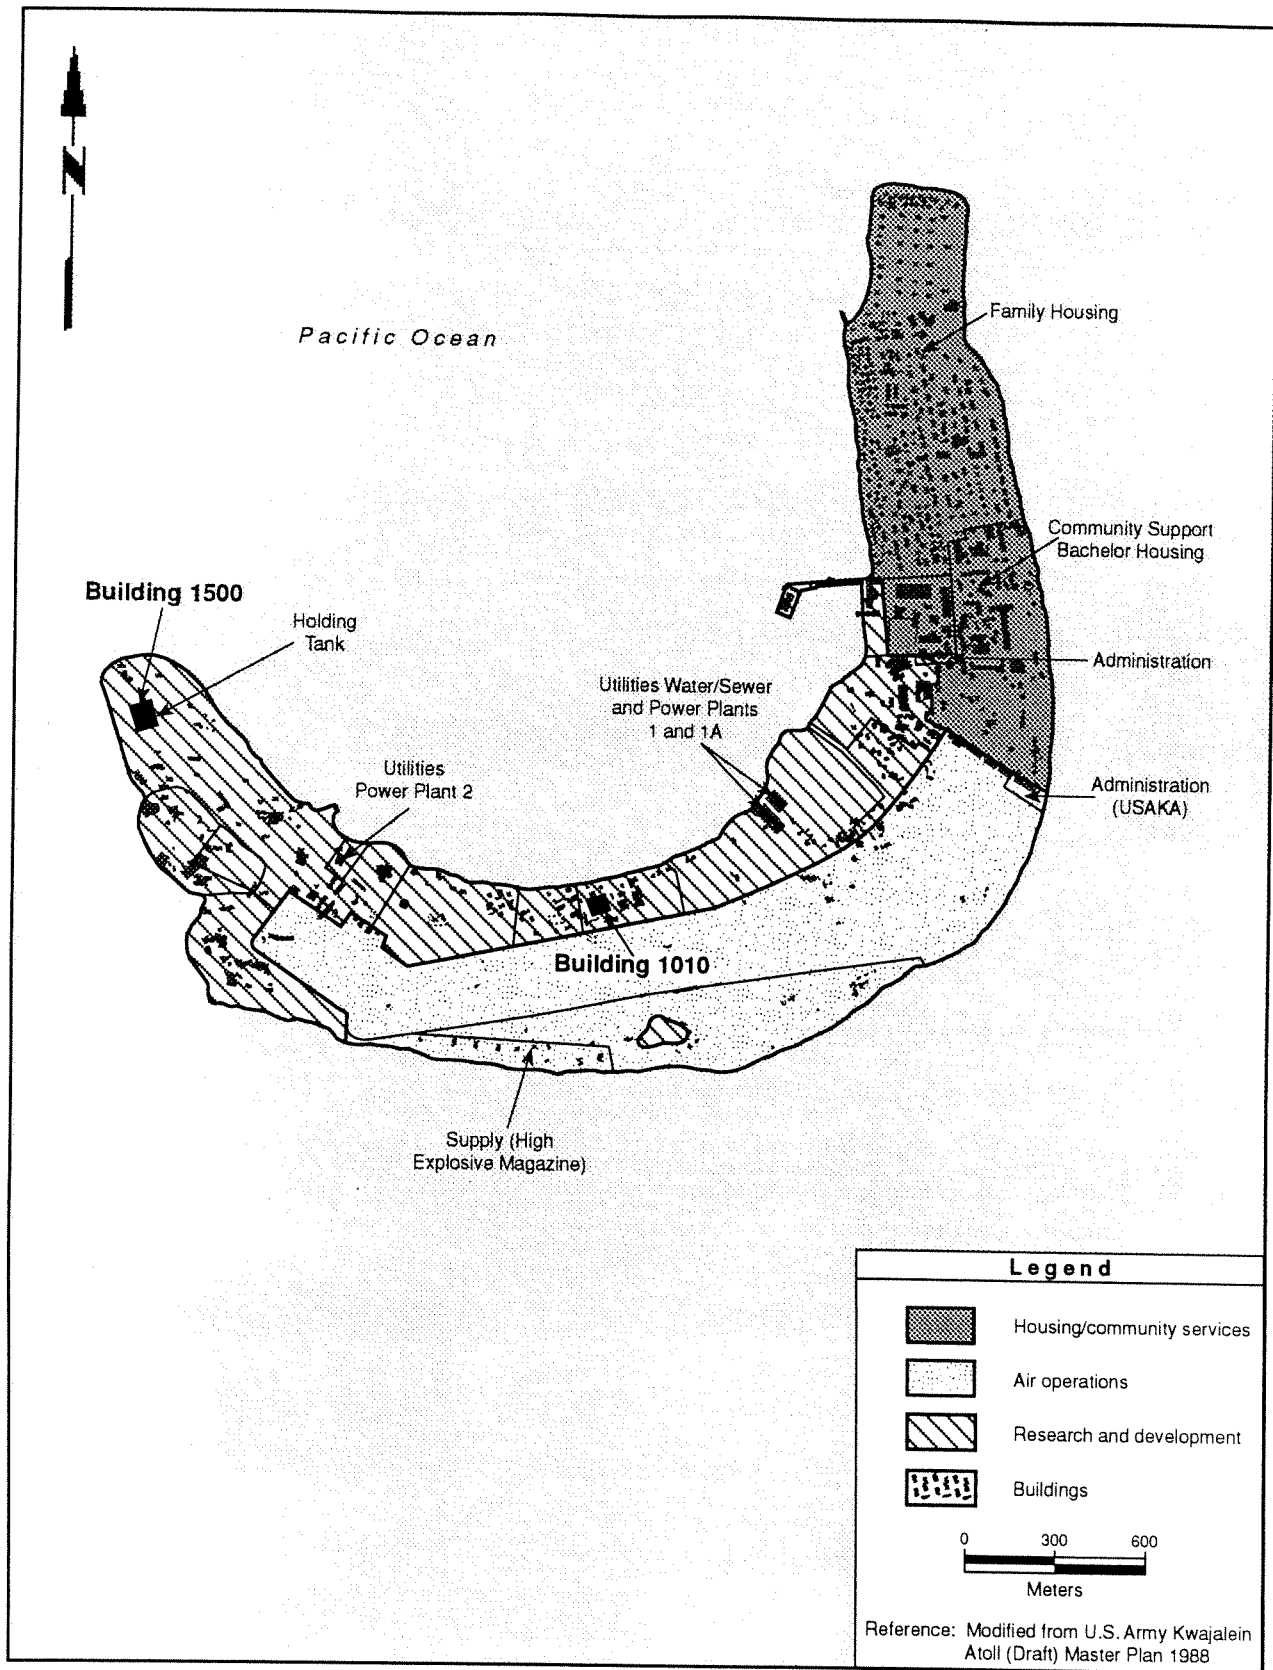 N
Pacific Ocean
Family Housing
Community Support
Bachelor Housing
Building 1500
Holding
Tank
Administration
Utilities Water/Sewer
and Power Plants
1 and 1A
Utilities
Power Plant 2
Administration
(USAKA)
Building 1010
Supply (High
Explosive Magazine)
Legend
Housing/community services
Air operations
Research and development
Buildings
0 300 600
Meters
Reference: Modified from U.S. Army Kwajalein
Atoll (Draft) Master Plan 1988